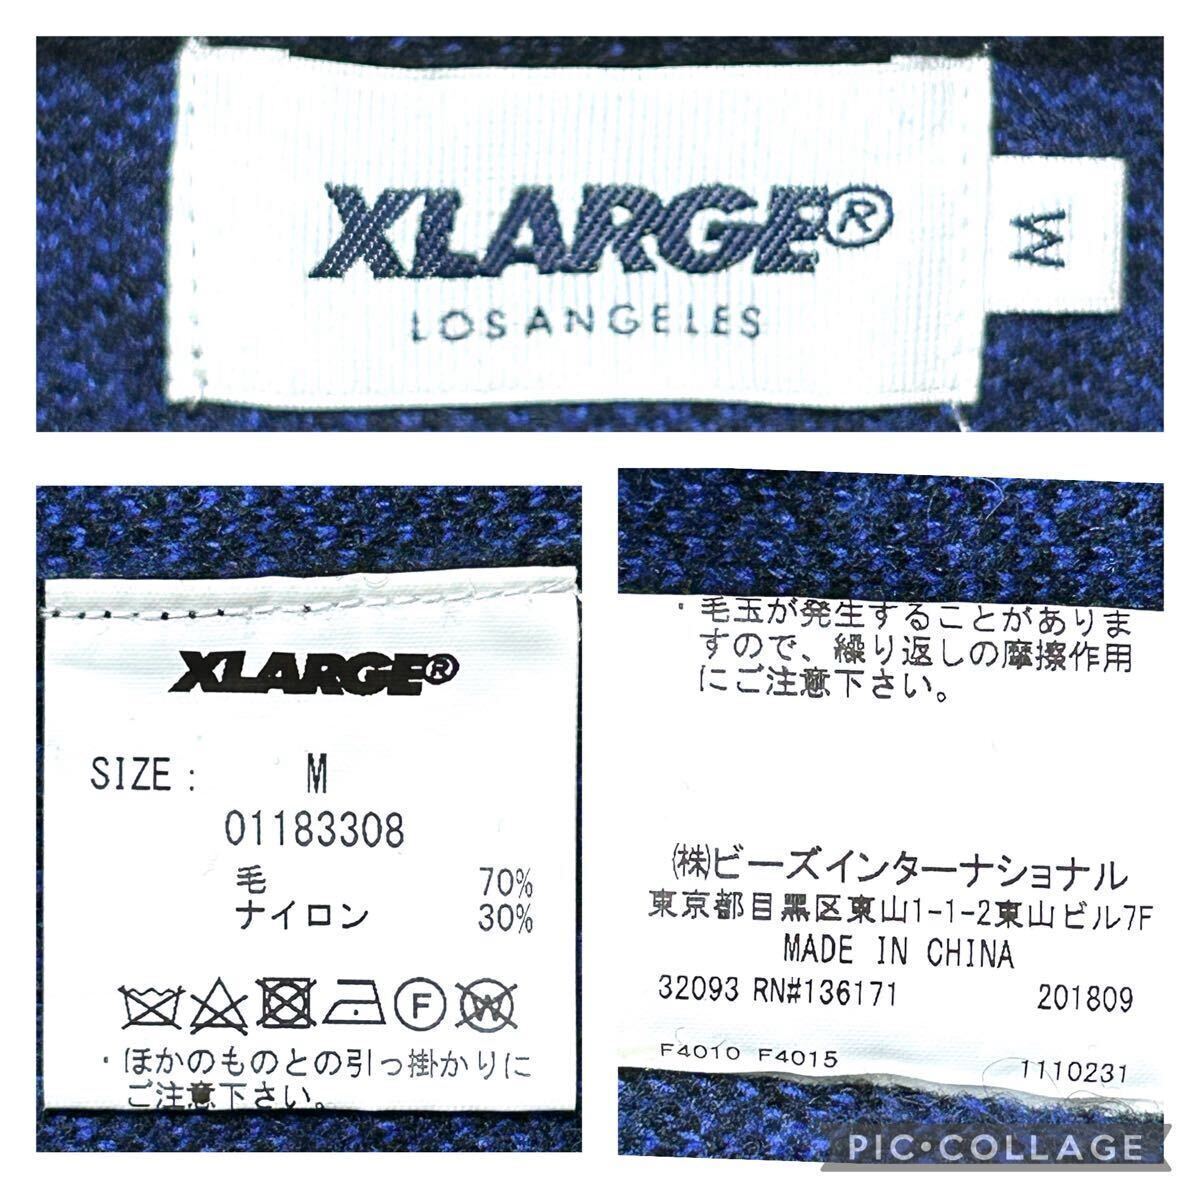 XLARGE®
LOS ANGELES
M
XLARGE®
SIZE : M
01183308
毛 70%
ナイロン 30%
F
W
・ほかのものとの引っ掛かりに
ご注意下さい。
・毛玉が発生することがありま
すので、繰り返しの摩擦作用
にご注意下さい。
㈱ビーズインターナショナル
東京都目黒区東山1-1-2東山ビル7F
MADE IN CHINA
32093 RN#136171 201809
F4010 F4015 1110231
PIC•COLLAGE